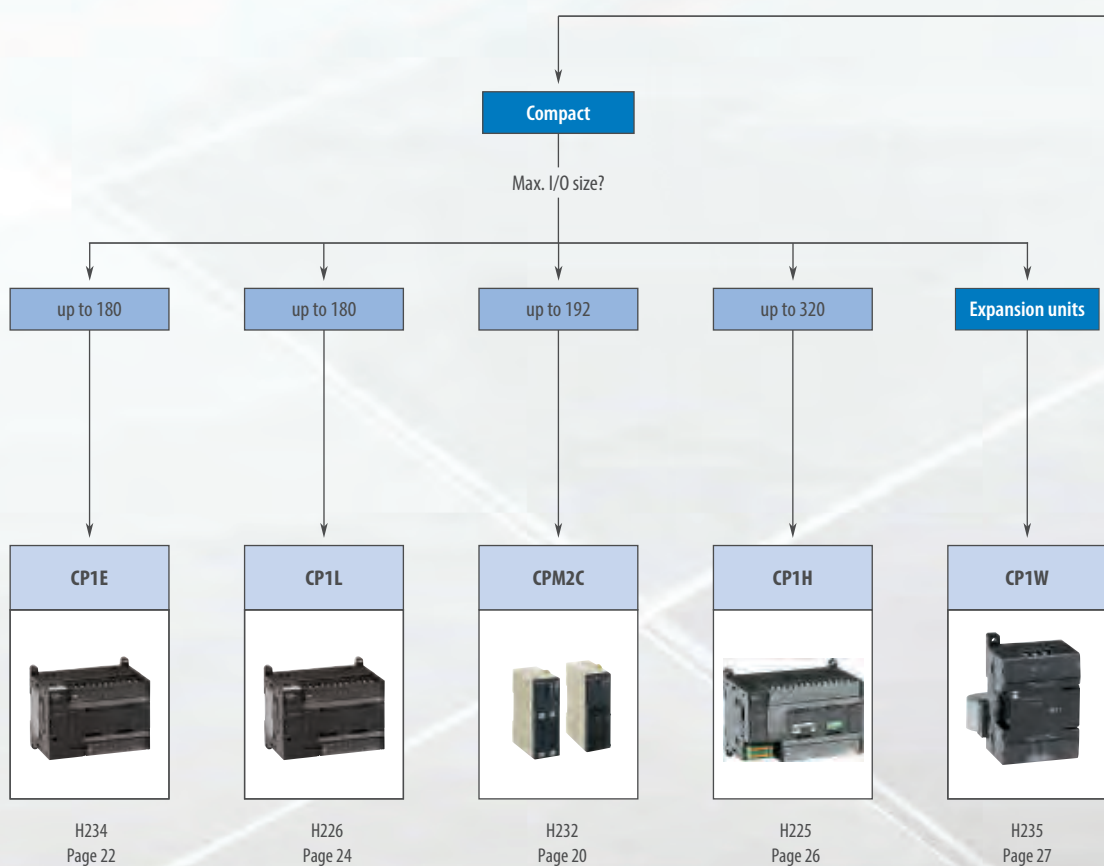 Compact
Max. I/O size?
up to 180
up to 180
up to 192
up to 320
Expansion units
CP1E
CP1L
CPM2C
CP1H
CP1W
H234
Page 22
H226
Page 24
H232
Page 20
H225
Page 26
H235
Page 27